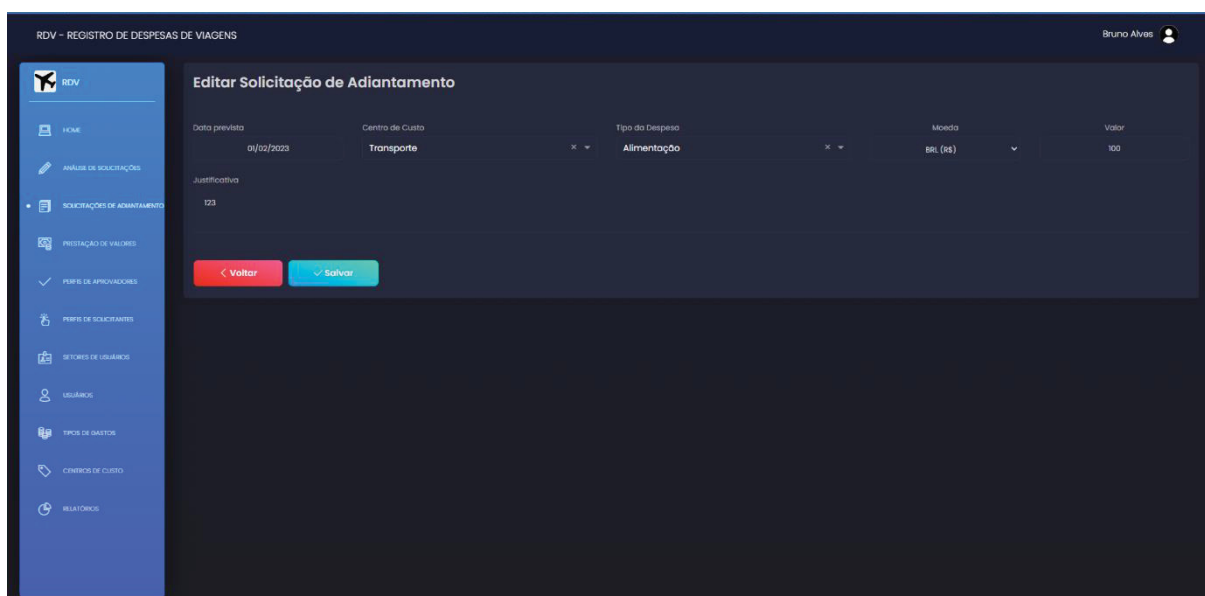 RDV - REGISTRO DE DESPESAS DE VIAGENS
Bruno Alves
RDV
HOME
ANÁLISE DE SOLICITAÇÕES
SOLICITAÇÕES DE ADIANTAMENTO
PRESTAÇÃO DE VALORES
PERFIS DE APROVADORES
PERFIS DE SOLICITANTES
SETORES DE USUÁRIOS
USUÁRIOS
TIPOS DE GASTOS
CENTROS DE CUSTO
RELATÓRIOS
Editar Solicitação de Adiantamento
Data prevista
01/02/2023
Centro de Custo
Transporte
Tipo da Despesa
Alimentação
Moeda
BRL (R$)
Valor
100
Justificativa
123
Voltar
Salvar